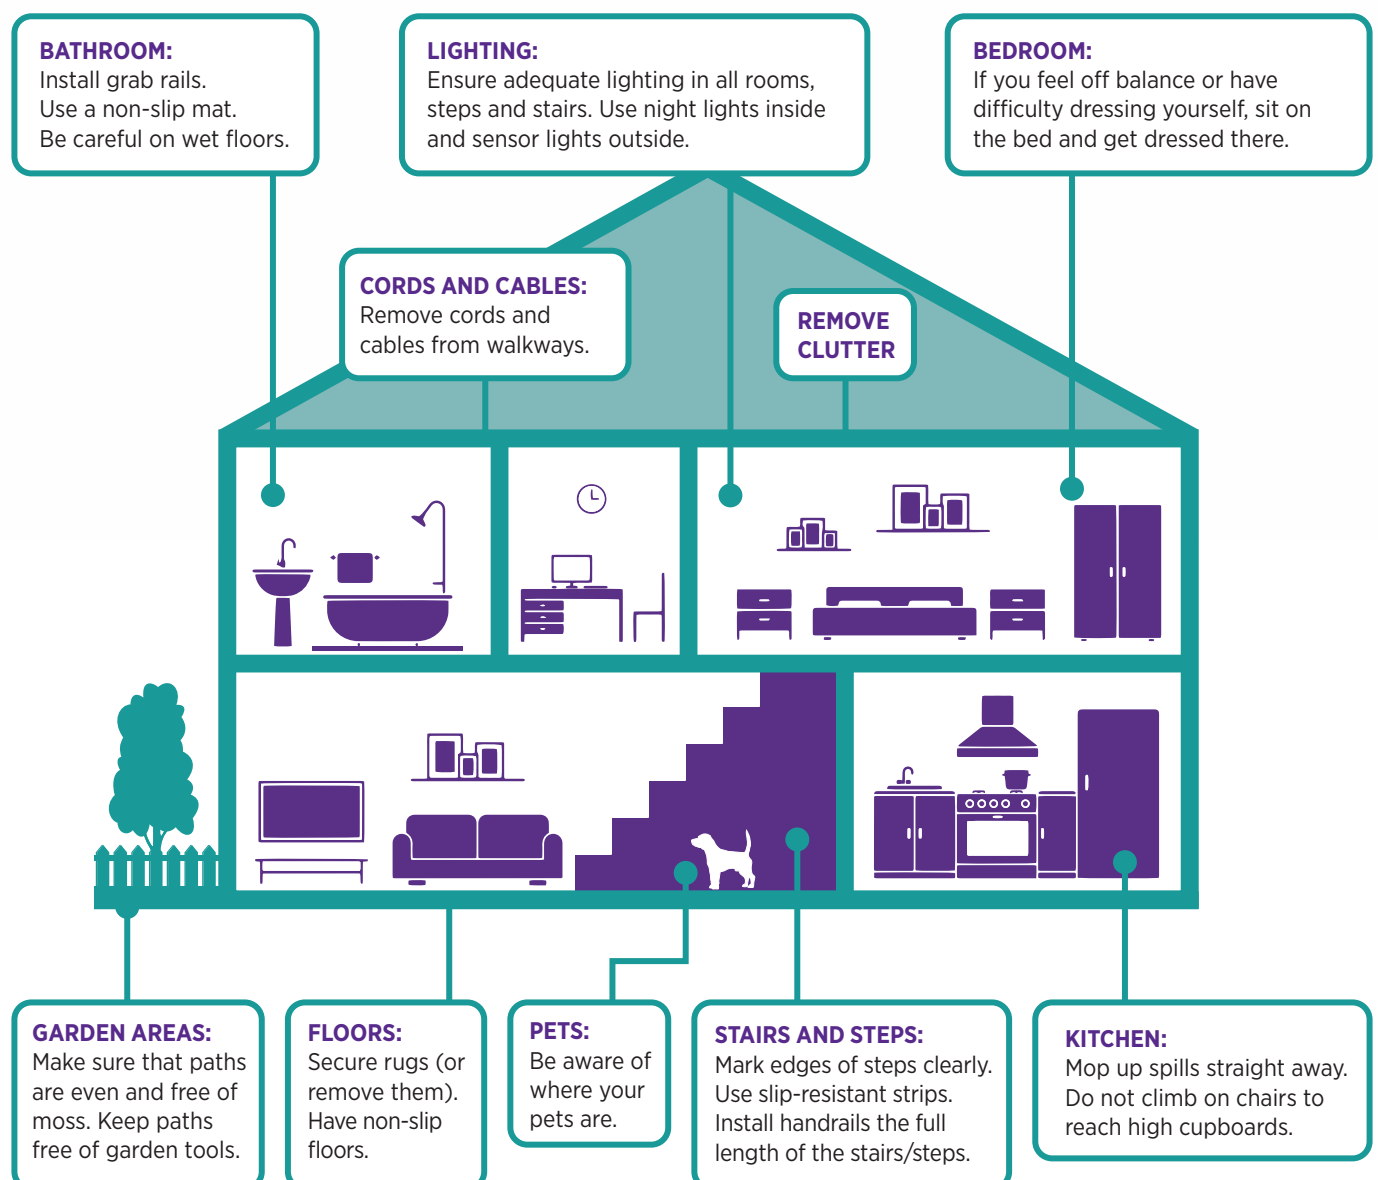 BATHROOM:
Install grab rails.
Use a non-slip mat.
Be careful on wet floors.
LIGHTING:
Ensure adequate lighting in all rooms,
steps and stairs. Use night lights inside
and sensor lights outside.
BEDROOM:
If you feel off balance or have
difficulty dressing yourself, sit on
the bed and get dressed there.
CORDS AND CABLES:
Remove cords and
cables from walkways.
REMOVE
CLUTTER
GARDEN AREAS:
Make sure that paths
are even and free of
moss. Keep paths
free of garden tools.
FLOORS:
Secure rugs (or
remove them).
Have non-slip
floors.
PETS:
Be aware of
where your
pets are.
STAIRS AND STEPS:
Mark edges of steps clearly.
Use slip-resistant strips.
Install handrails the full
length of the stairs/steps.
KITCHEN:
Mop up spills straight away.
Do not climb on chairs to
reach high cupboards.